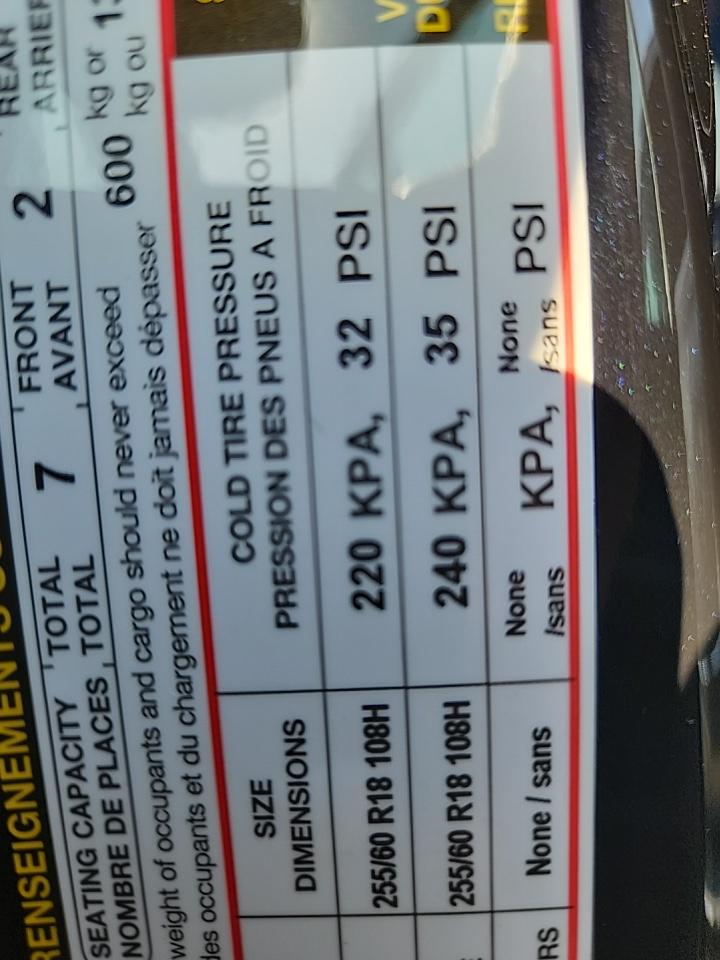 RENSEIGNEMENTS
SEATING CAPACITY TOTAL 7 FRONT 2 REAR
NOMBRE DE PLACES TOTAL AVANT
weight of occupants and cargo should never exceed 600 kg or
des occupants et du chargement ne doit jamais dépasser kg ou
SIZE COLD TIRE PRESSURE
DIMENSIONS PRESSION DES PNEUS A FROID
255/60 R18 108H 220 KPA, 32 PSI
255/60 R18 108H 240 KPA, 35 PSI
RS None / sans None /sans KPA, None /sans PSI